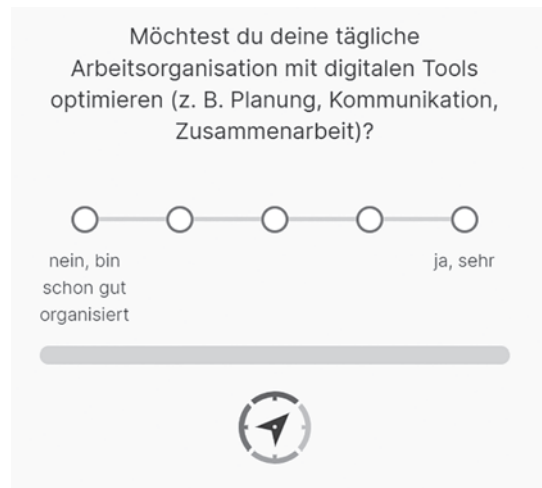 Möchtest du deine tägliche
Arbeitsorganisation mit digitalen Tools
optimieren (z. B. Planung, Kommunikation,
Zusammenarbeit)?
nein, bin
schon gut
organisiert
ja, sehr